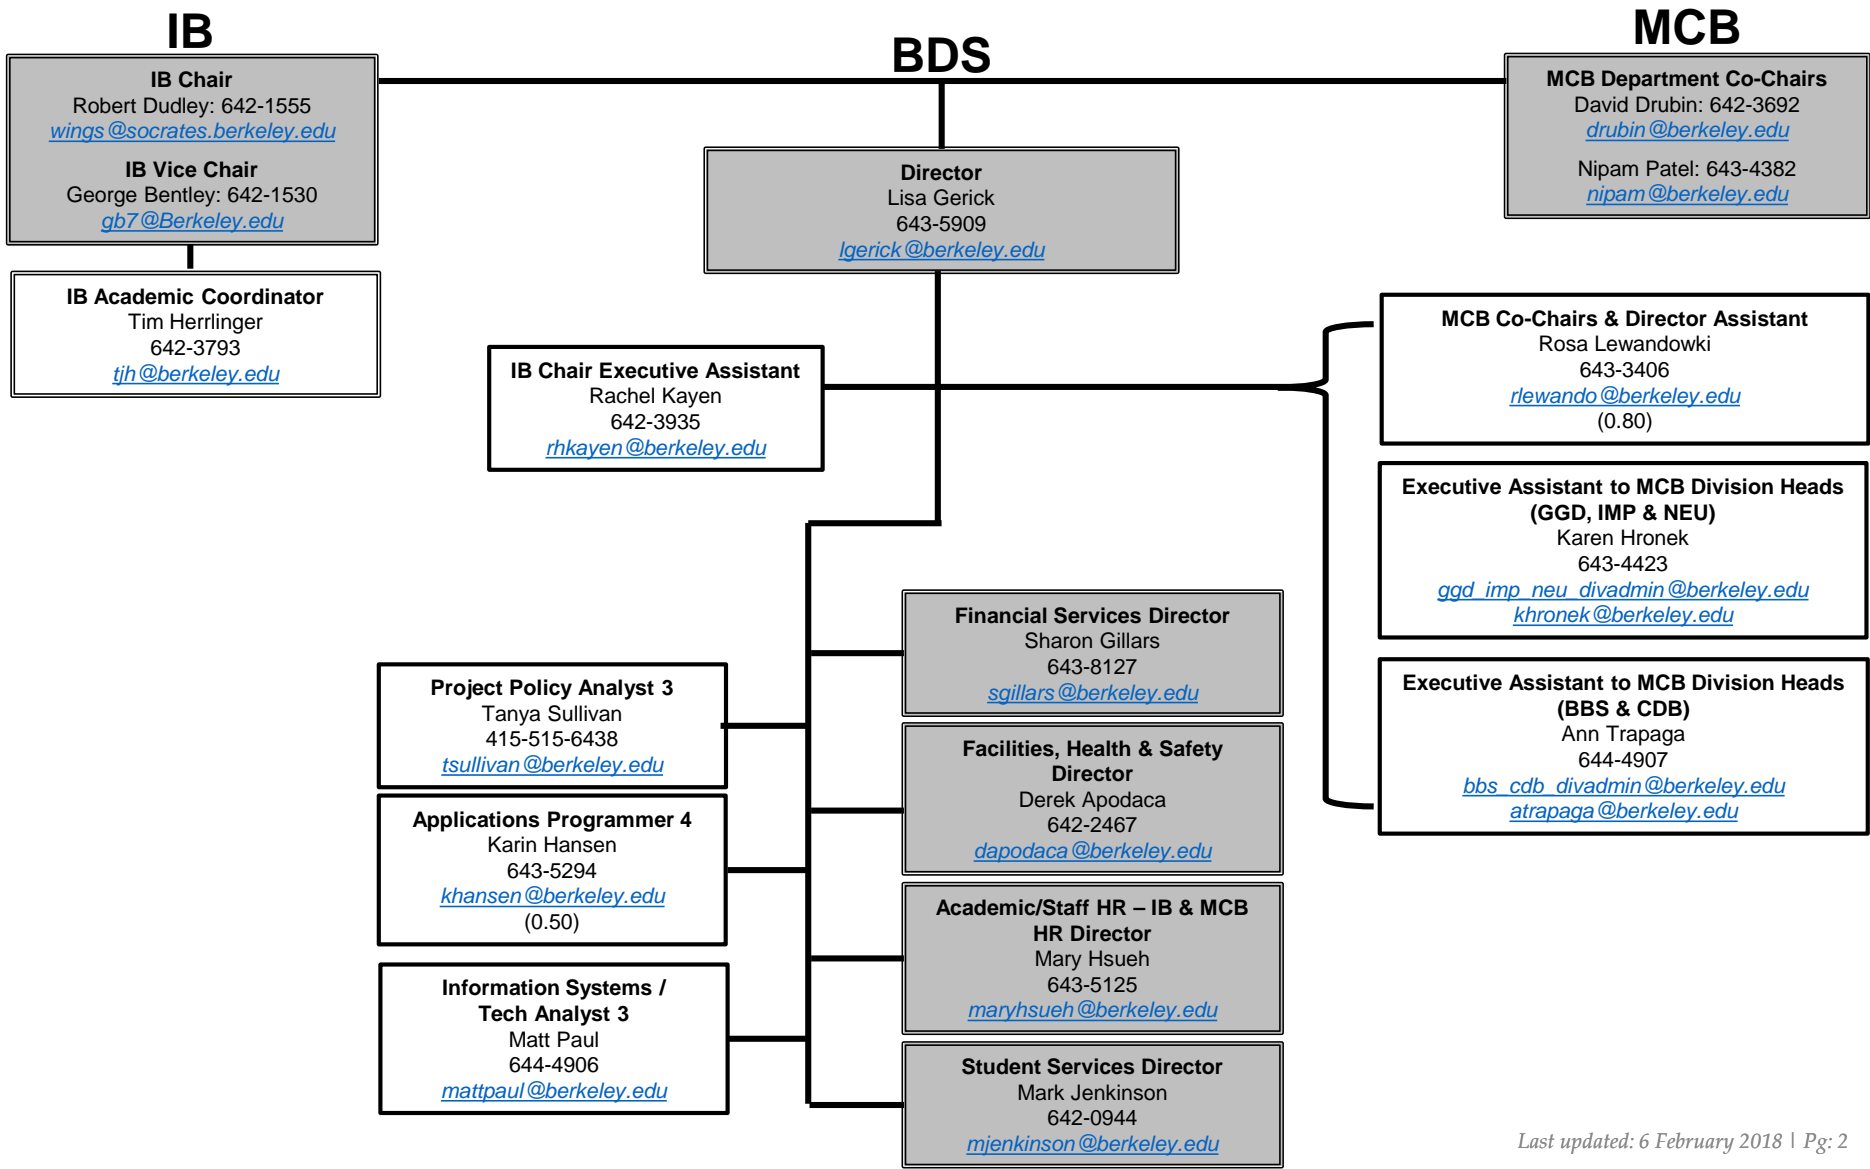 IB
IB Chair
Robert Dudley: 642-1555
wings@socrates.berkeley.edu
IB Vice Chair
George Bentley: 642-1530
gb7@Berkeley.edu
IB Academic Coordinator
Tim Herrlinger
642-3793
tjh@berkeley.edu
BDS
Director
Lisa Gerick
643-5909
lgerick@berkeley.edu
MCB
MCB Department Co-Chairs
David Drubin: 642-3692
drubin@berkeley.edu
Nipam Patel: 643-4382
nipam@berkeley.edu
IB Chair Executive Assistant
Rachel Kayen
642-3935
rhkayen@berkeley.edu
MCB Co-Chairs & Director Assistant
Rosa Lewandowki
643-3406
rlewando@berkeley.edu
(0.80)
Executive Assistant to MCB Division Heads
(GGD, IMP & NEU)
Karen Hronek
643-4423
ggd_imp_neu_divadmin@berkeley.edu
khronek@berkeley.edu
Executive Assistant to MCB Division Heads
(BBS & CDB)
Ann Trapaga
644-4907
bbs_cdb_divadmin@berkeley.edu
atrapaga@berkeley.edu
Project Policy Analyst 3
Tanya Sullivan
415-515-6438
tsullivan@berkeley.edu
Applications Programmer 4
Karin Hansen
643-5294
khansen@berkeley.edu
(0.50)
Information Systems /
Tech Analyst 3
Matt Paul
644-4906
mattpaul@berkeley.edu
Financial Services Director
Sharon Gillars
643-8127
sgillars@berkeley.edu
Facilities, Health & Safety
Director
Derek Apodaca
642-2467
dapodaca@berkeley.edu
Academic/Staff HR – IB & MCB
HR Director
Mary Hsueh
643-5125
maryhsueh@berkeley.edu
Student Services Director
Mark Jenkinson
642-0944
mjenkinson@berkeley.edu
Last updated: 6 February 2018 | Pg: 2